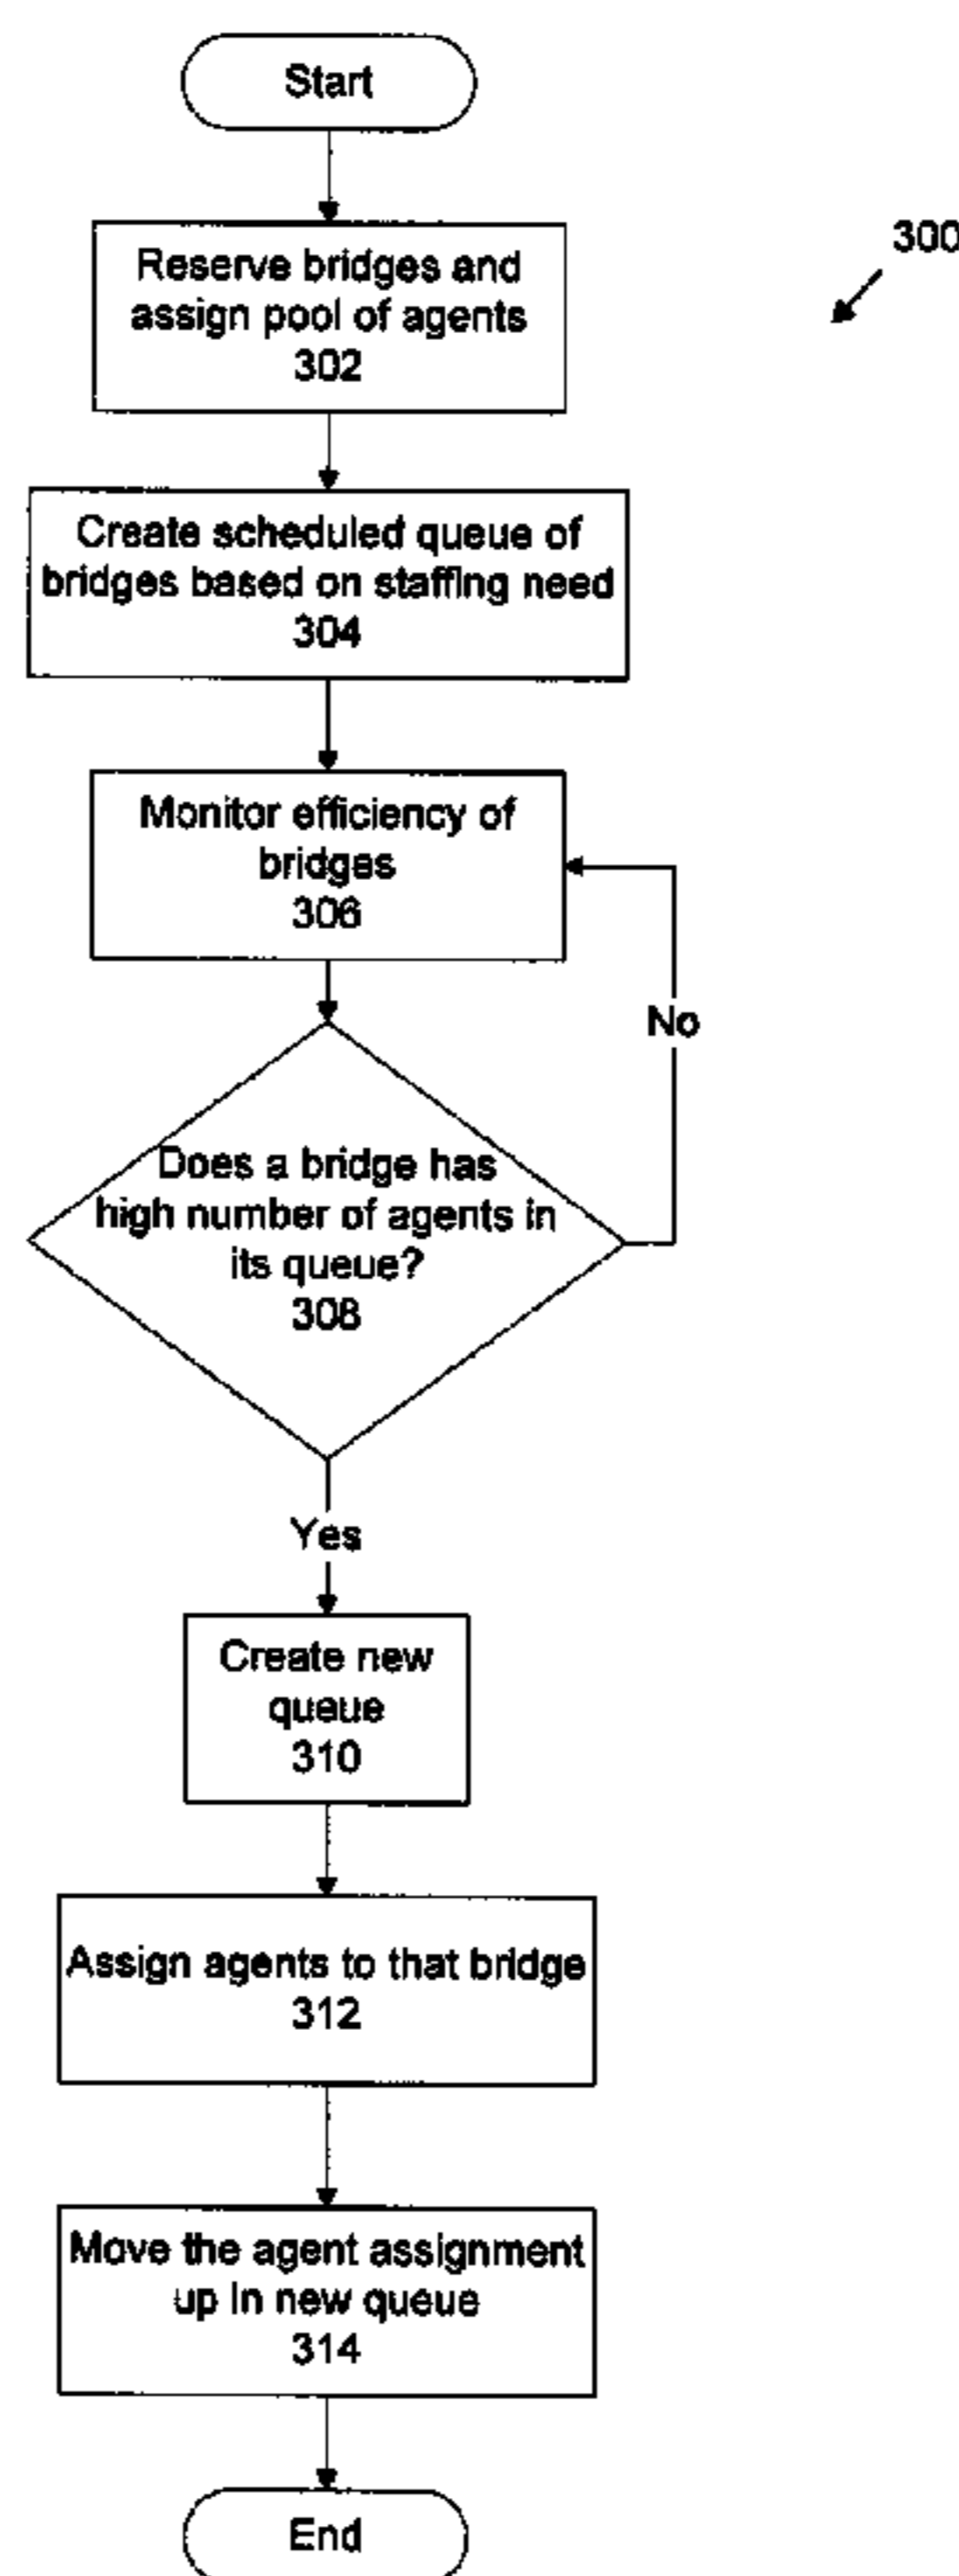 Start
300
Reserve bridges and
assign pool of agents
302
Create scheduled queue of
bridges based on staffing need
304
Monitor efficiency of
bridges
306
No
Does a bridge has
high number of agents in
its queue?
308
Yes
Create new
queue
310
Assign agents to that bridge
312
Move the agent assignment
up in new queue
314
End